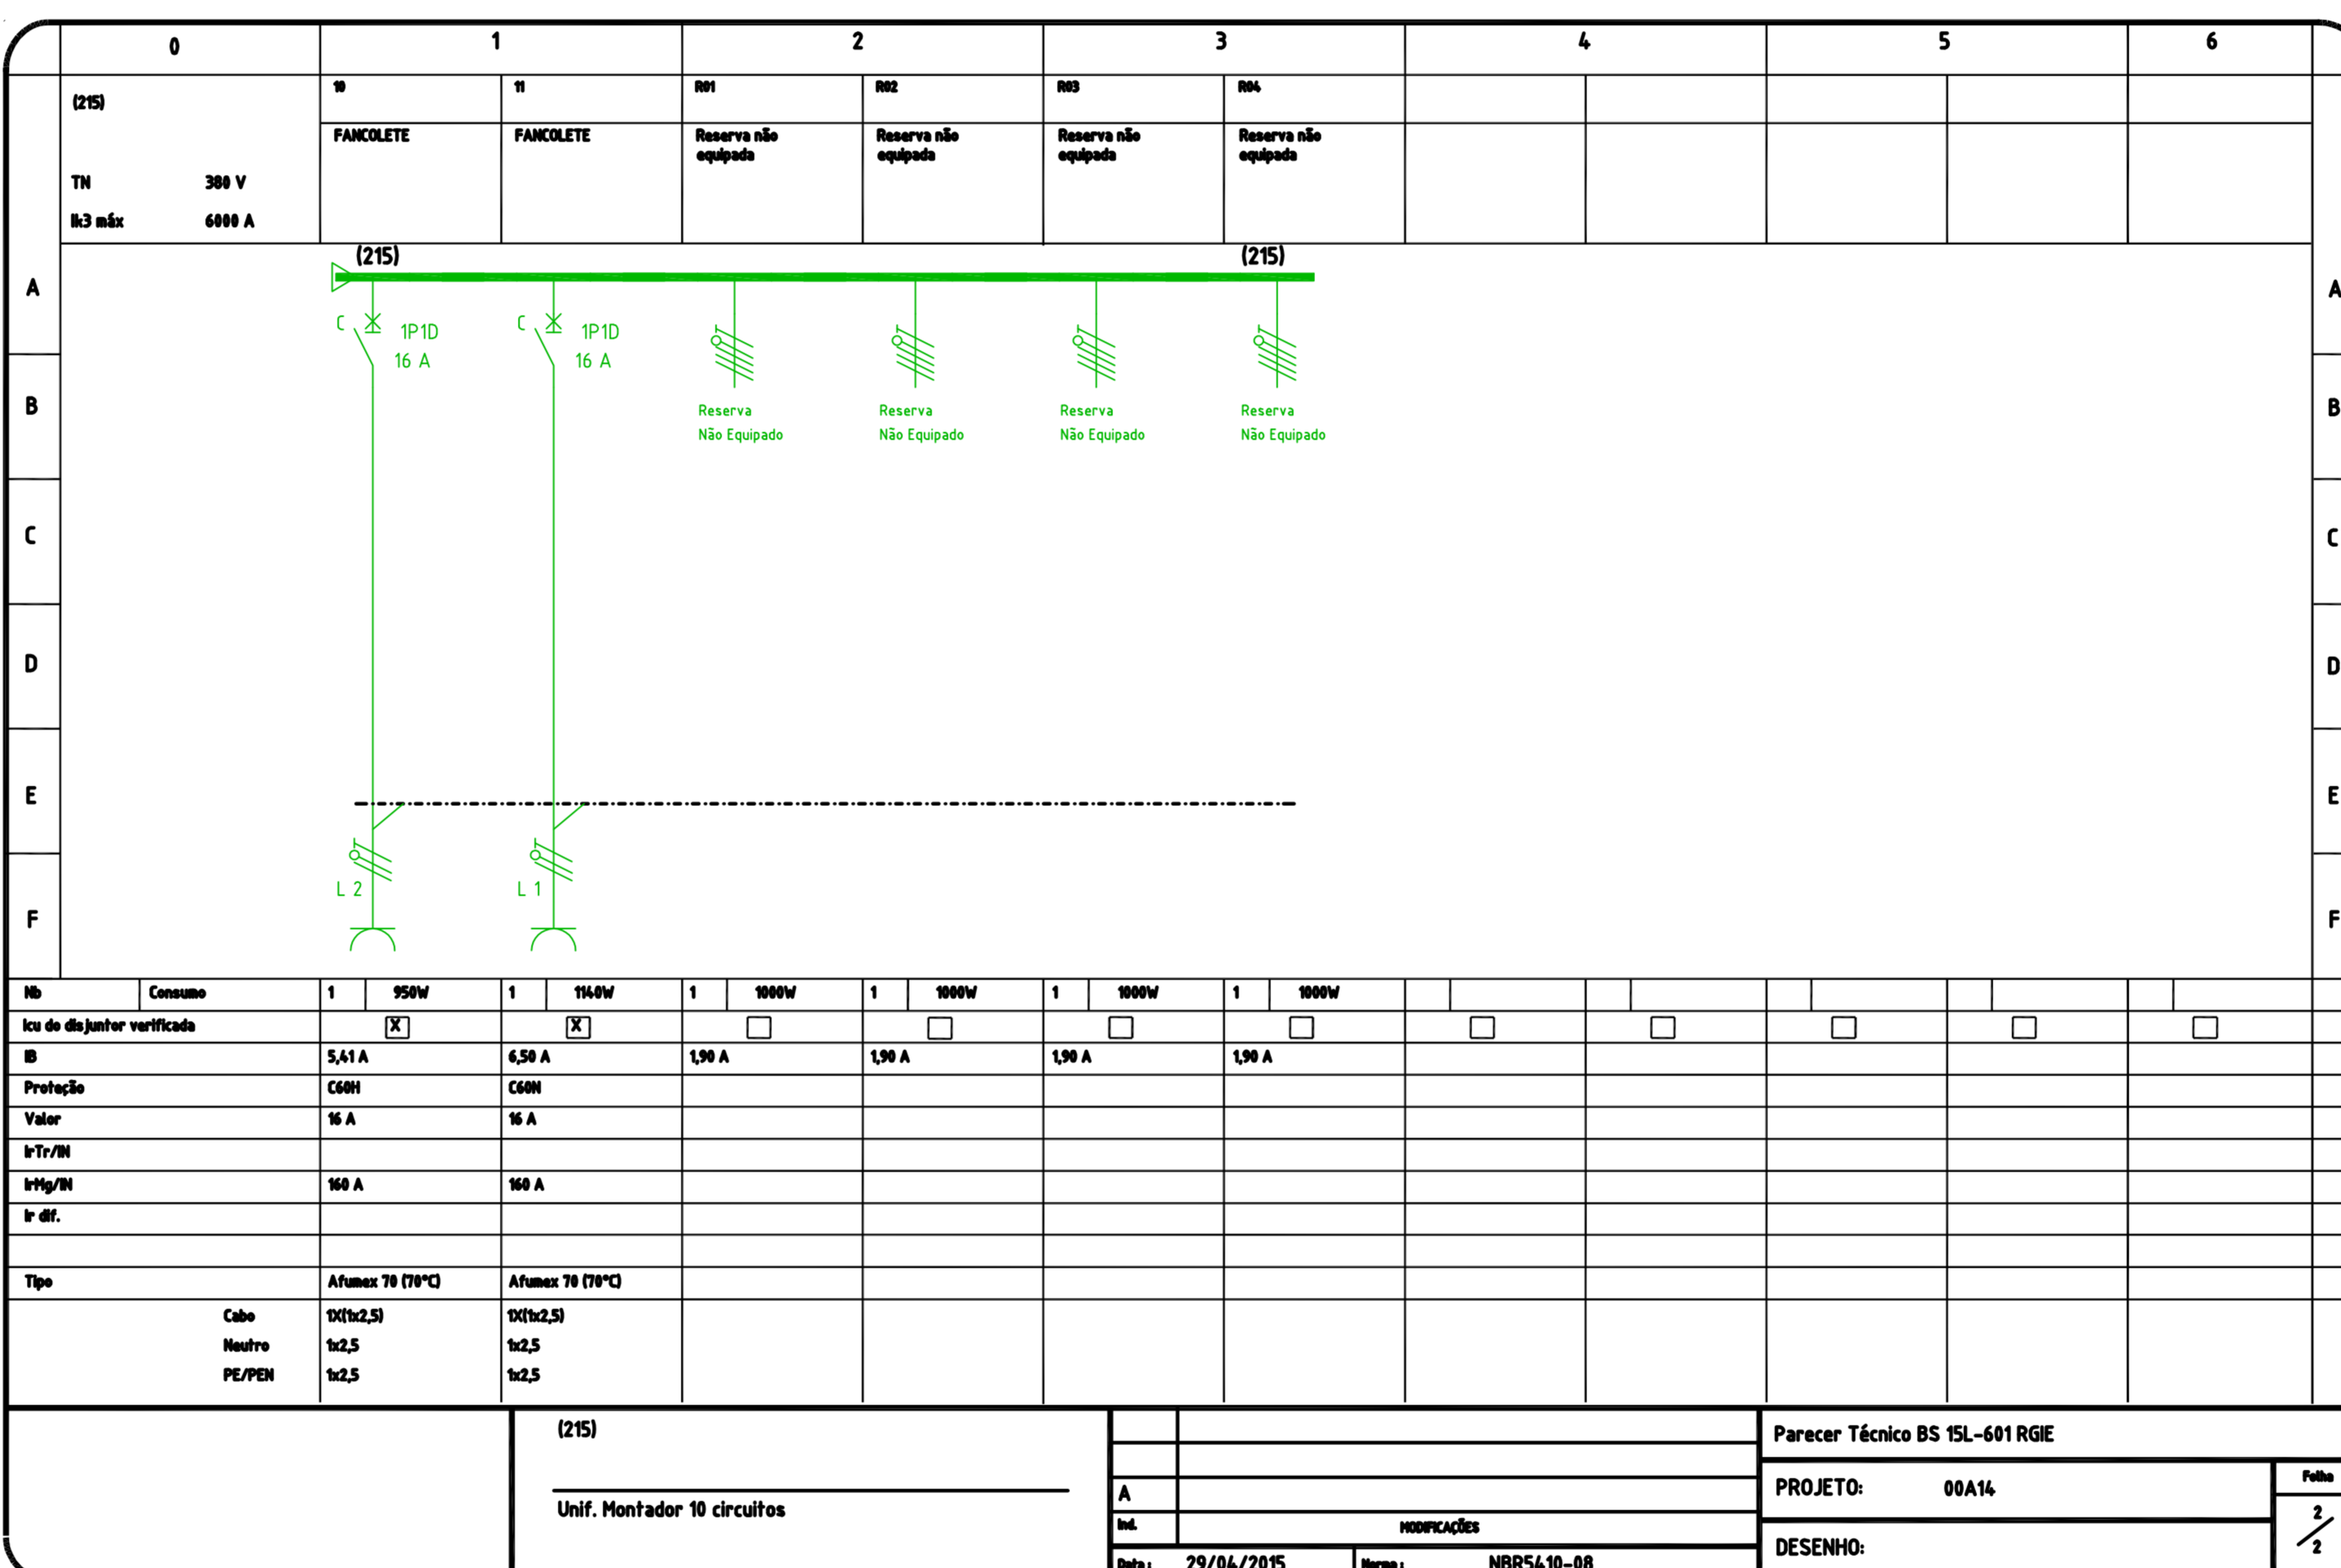 0 1 2 3 4 5 6
(215) 10 11 R01 R02 R03 R04
FANCOLETE FANCOLETE Reserva não Reserva não Reserva não Reserva não
equipada equipada equipada equipada
TN 380 V
Ik3 máx 6000 A
(215) (215)
A A
C 1P1D C 1P1D
16 A 16 A
B B
Reserva Reserva Reserva Reserva
Não Equipado Não Equipado Não Equipado Não Equipado
C C
D D
E E
L 2 L 1
F F
Nb Consumo 1 950W 1 1140W 1 1000W 1 1000W 1 1000W 1 1000W
Icu do disjuntor verificada X X
IB 5,41 A 6,50 A 1,90 A 1,90 A 1,90 A 1,90 A
Proteção C60H C60N
Valor 16 A 16 A
IrTr/IN
IrMg/IN 160 A 160 A
Ir dif.
Tipo Afumex 70 (70°C) Afumex 70 (70°C)
Cabo 1X(1x2,5) 1X(1x2,5)
Neutro 1x2,5 1x2,5
PE/PEN 1x2,5 1x2,5
(215)
Unif. Montador 10 circuitos
A
Ind. MODIFICAÇÕES
Data : 29/04/2015 Norma : NBR5410-08
Parecer Técnico BS 15L-601 RGIE
PROJETO: 00A14
Folha
2/2
DESENHO: